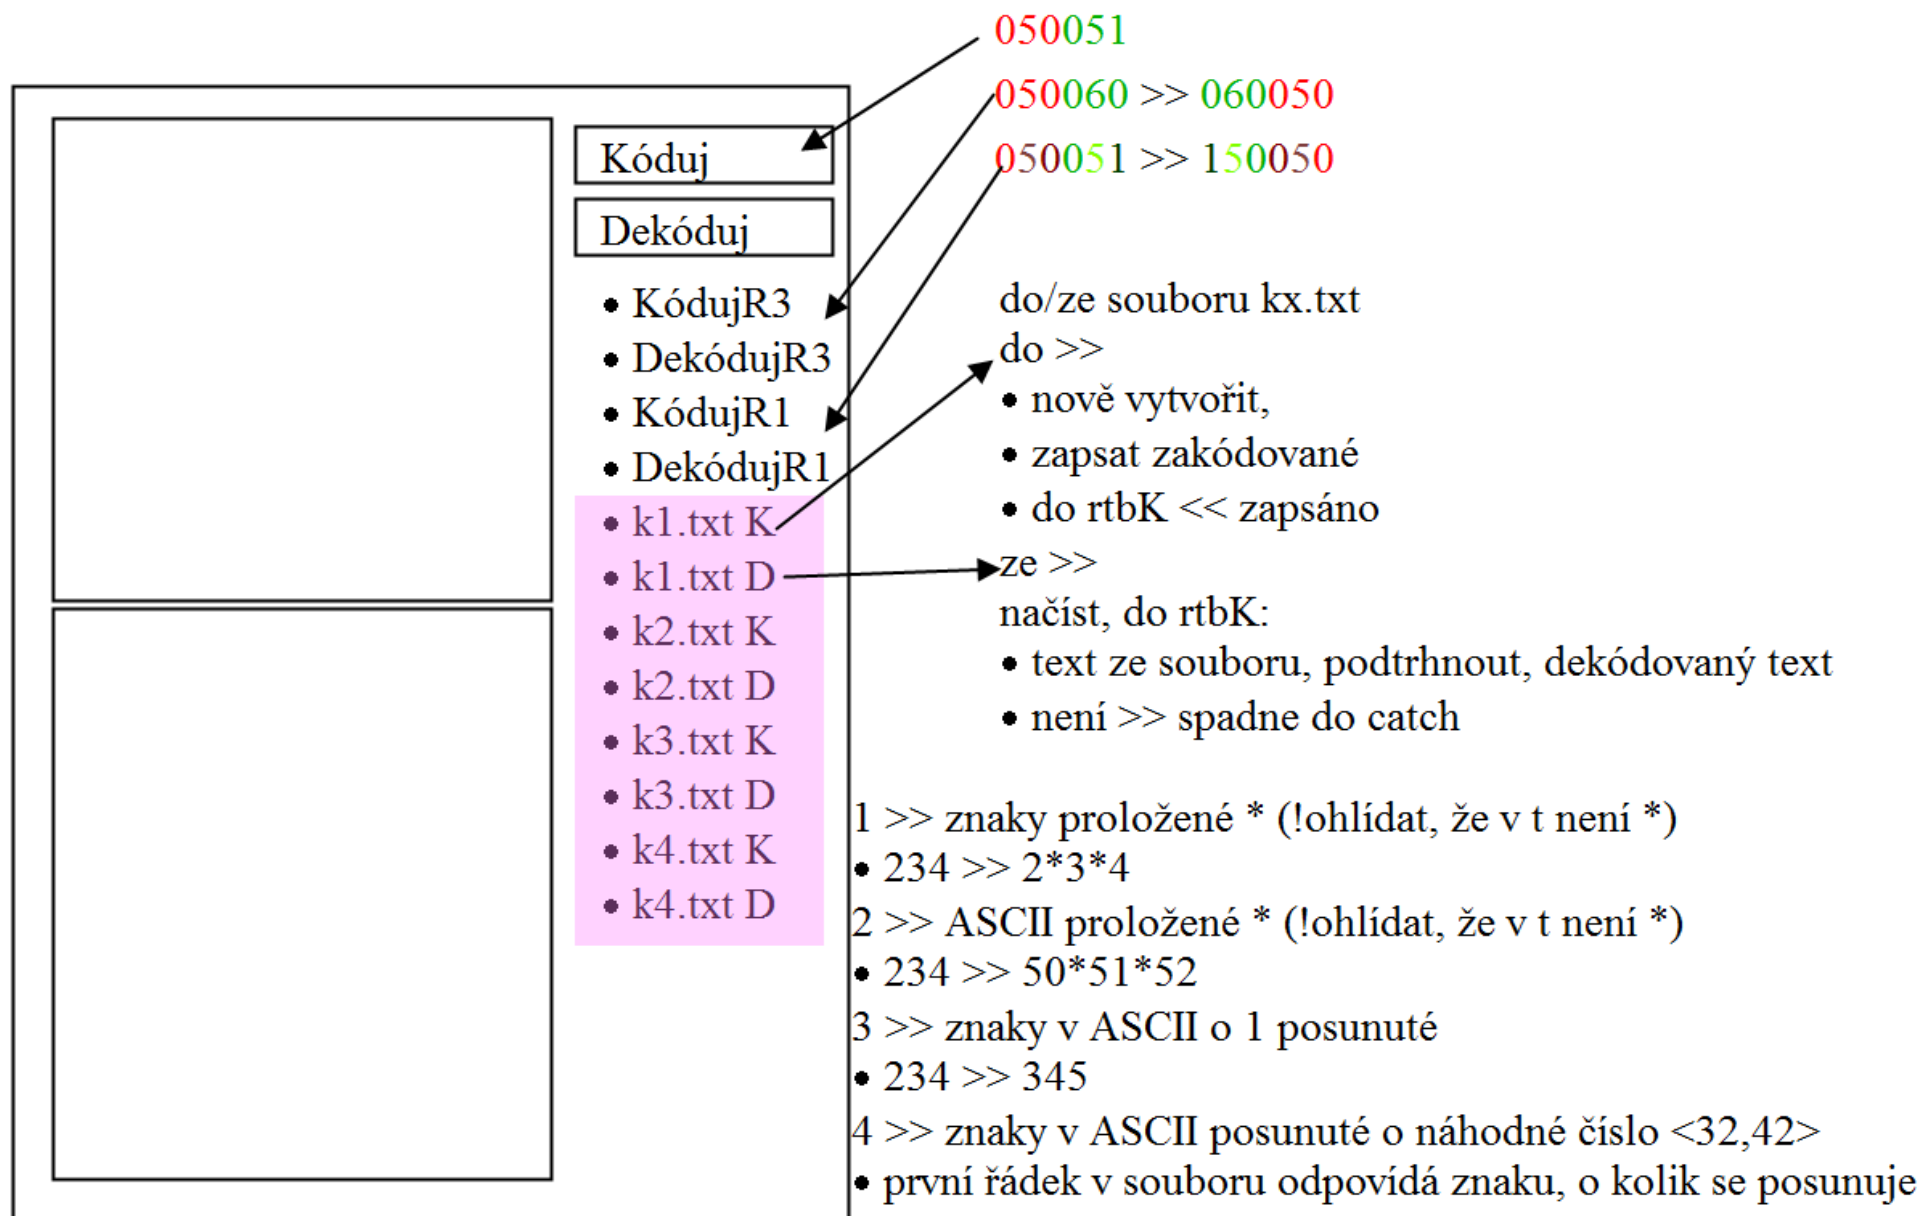 050051
050060 >> 060050
050051 >> 150050
Kóduj
Dekóduj
• KódujR3
• DekódujR3
• KódujR1
• DekódujR1
• k1.txt K
• k1.txt D
• k2.txt K
• k2.txt D
• k3.txt K
• k3.txt D
• k4.txt K
• k4.txt D
do/ze souboru kx.txt
do >>
• nově vytvořit,
• zapsat zakódované
• do rtbK << zapsáno
ze >>
načíst, do rtbK:
• text ze souboru, podtrhnout, dekódovaný text
• není >> spadne do catch
1 >> znaky proložené * (!ohlídat, že v t není *)
• 234 >> 2*3*4
2 >> ASCII proložené * (!ohlídat, že v t není *)
• 234 >> 50*51*52
3 >> znaky v ASCII o 1 posunuté
• 234 >> 345
4 >> znaky v ASCII posunuté o náhodné číslo <32,42>
• první řádek v souboru odpovídá znaku, o kolik se posunuje